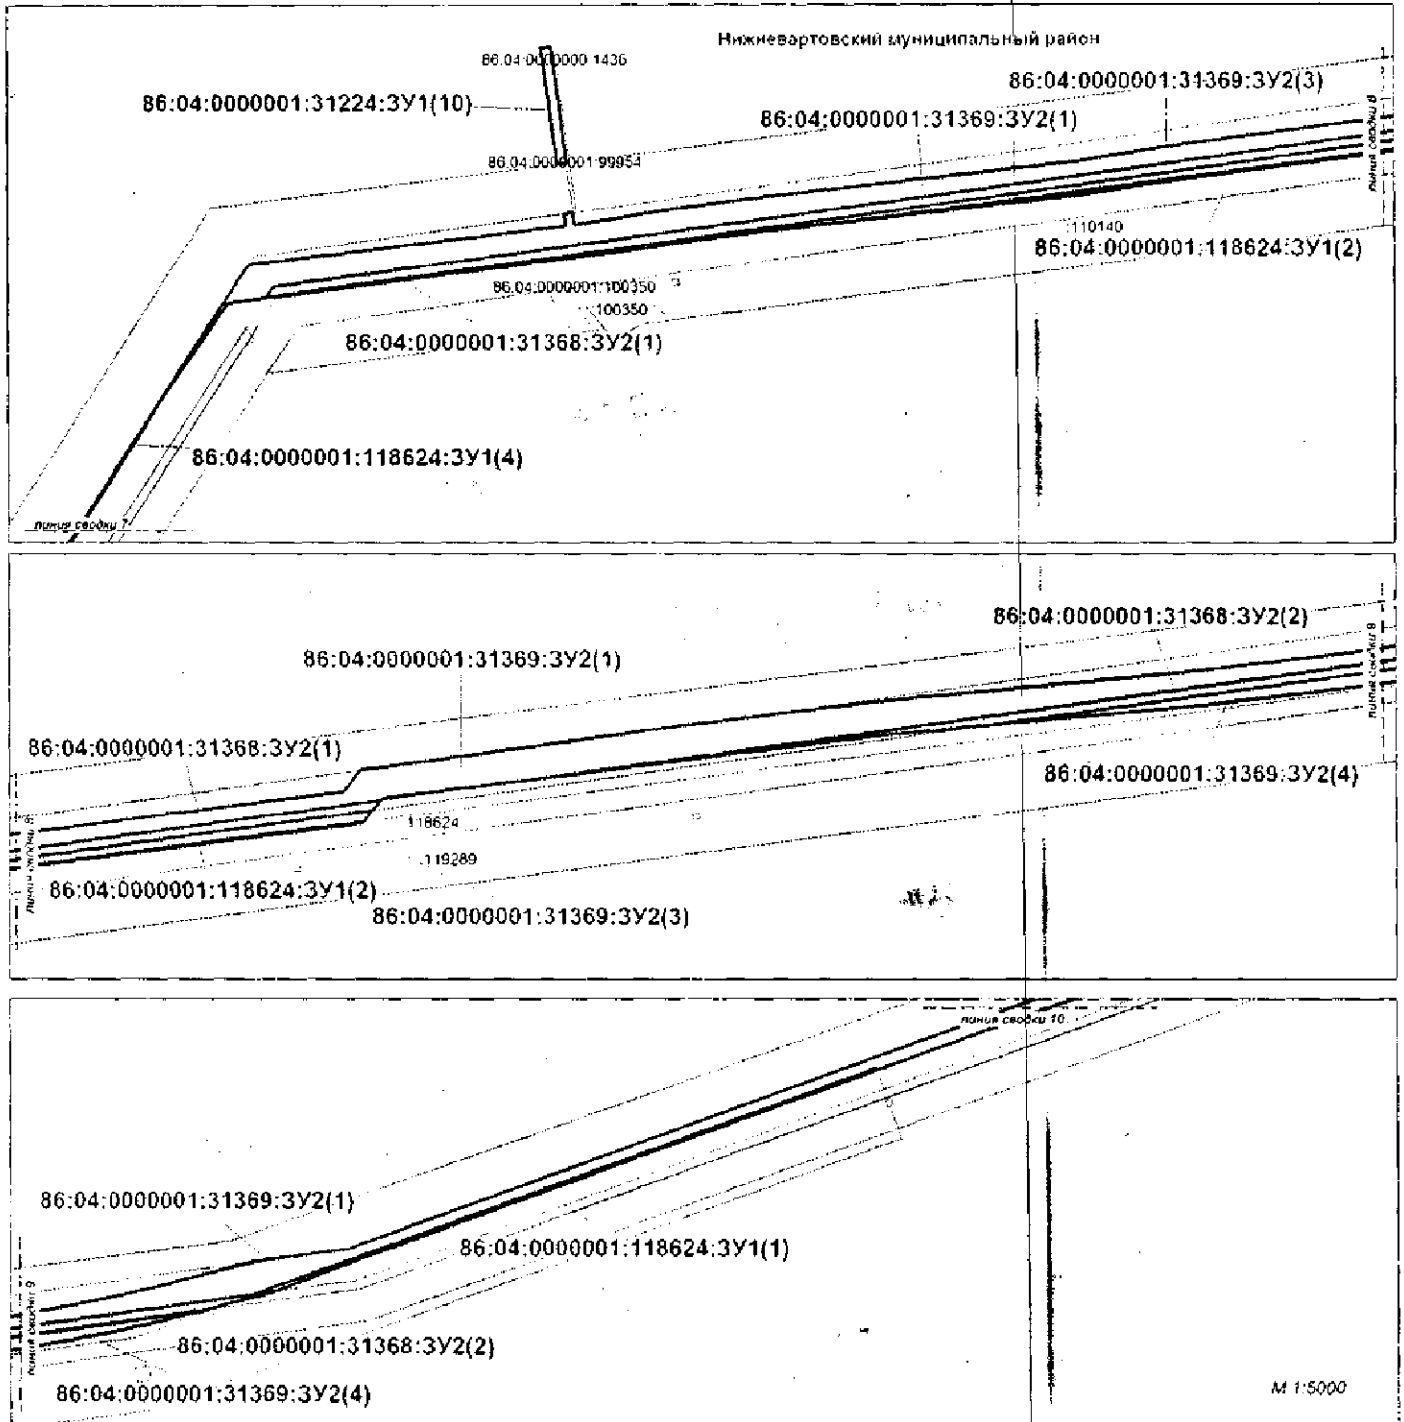 Нижневартовский муниципальный район
86:04:0000000:1436
86:04:0000001:31369:ЗУ2(3)
86:04:0000001:31224:ЗУ1(10)
86:04:0000001:31369:ЗУ2(1)
линия сводки 8
86:04:0000001:99954
:110140
86:04:0000001:118624:ЗУ1(2)
86:04:0000001:100350
:100350
86:04:0000001:31368:ЗУ2(1)
86:04:0000001:118624:ЗУ1(4)
линия сводки 7
86:04:0000001:31368:ЗУ2(2)
86:04:0000001:31369:ЗУ2(1)
86:04:0000001:31368:ЗУ2(1)
86:04:0000001:31369:ЗУ2(4)
линия сводки 8
:118624
:119289
86:04:0000001:118624:ЗУ1(2)
86:04:0000001:31369:ЗУ2(3)
линия сводки 10
86:04:0000001:31369:ЗУ2(1)
86:04:0000001:118624:ЗУ1(1)
линия сводки 9
86:04:0000001:31368:ЗУ2(2)
86:04:0000001:31369:ЗУ2(4)
М 1:5000